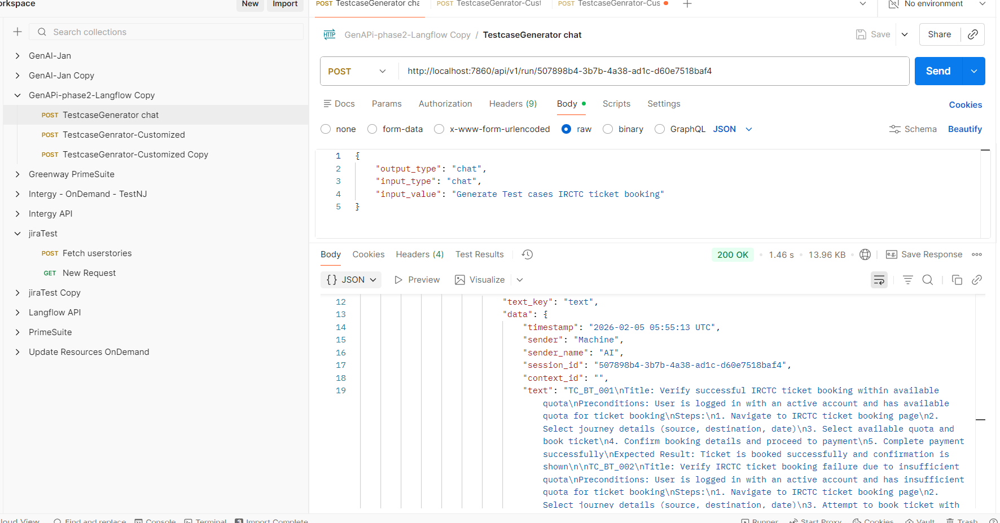 New
Import
Search collections
GenAI-Jan
GenAI-Jan Copy
GenAPi-phase2-Langflow Copy
POST TestcaseGenerator chat
POST TestcaseGenrator-Customized
POST TestcaseGenrator-Customized Copy
Greenway PrimeSuite
Intergy - OnDemand - TestNJ
Intergy API
jiraTest
POST Fetch userstories
GET New Request
jiraTest Copy
Langflow API
PrimeSuite
Update Resources OnDemand
POST TestcaseGenerator cha
POST TestcaseGenrator-Cust
POST TestcaseGenrator-Cus
No environment
HTTP GenAPi-phase2-Langflow Copy / TestcaseGenerator chat
Save
Share
POST
http://localhost:7860/api/v1/run/507898b4-3b7b-4a38-ad1c-d60e7518baf4
Send
Docs Params Authorization Headers (9) Body Scripts Settings
Cookies
none form-data x-www-form-urlencoded raw binary GraphQL JSON
Schema Beautify
1 {
2 "output_type": "chat",
3 "input_type": "chat",
4 "input_value": "Generate Test cases IRCTC ticket booking"
5 }
Body Cookies Headers (4) Test Results
200 OK • 1.46 s • 13.96 KB • e.g. Save Response
{} JSON Preview Visualize
12 "text_key": "text",
13 "data": {
14 "timestamp": "2026-02-05 05:55:13 UTC",
15 "sender": "Machine",
16 "sender_name": "AI",
17 "session_id": "507898b4-3b7b-4a38-ad1c-d60e7518baf4",
18 "context_id": "",
19 "text": "TC_BT_001\nTitle: Verify successful IRCTC ticket booking within available
quota\nPreconditions: User is logged in with an active account and has available
quota for ticket booking\nSteps:\n1. Navigate to IRCTC ticket booking page\n2.
Select journey details (source, destination, date)\n3. Select available quota and
book ticket\n4. Confirm booking details and proceed to payment\n5. Complete payment
successfully\nExpected Result: Ticket is booked successfully and confirmation is
shown\n\nTC_BT_002\nTitle: Verify IRCTC ticket booking failure due to insufficient
quota\nPreconditions: User is logged in with an active account and has insufficient
quota for ticket booking\nSteps:\n1. Navigate to IRCTC ticket booking page\n2.
Select journey details (source, destination, date)\n3. Attempt to book ticket with
View Find and replace Console Terminal 3 Import Complete
Runner Start Proxy Cookies Vault Trash